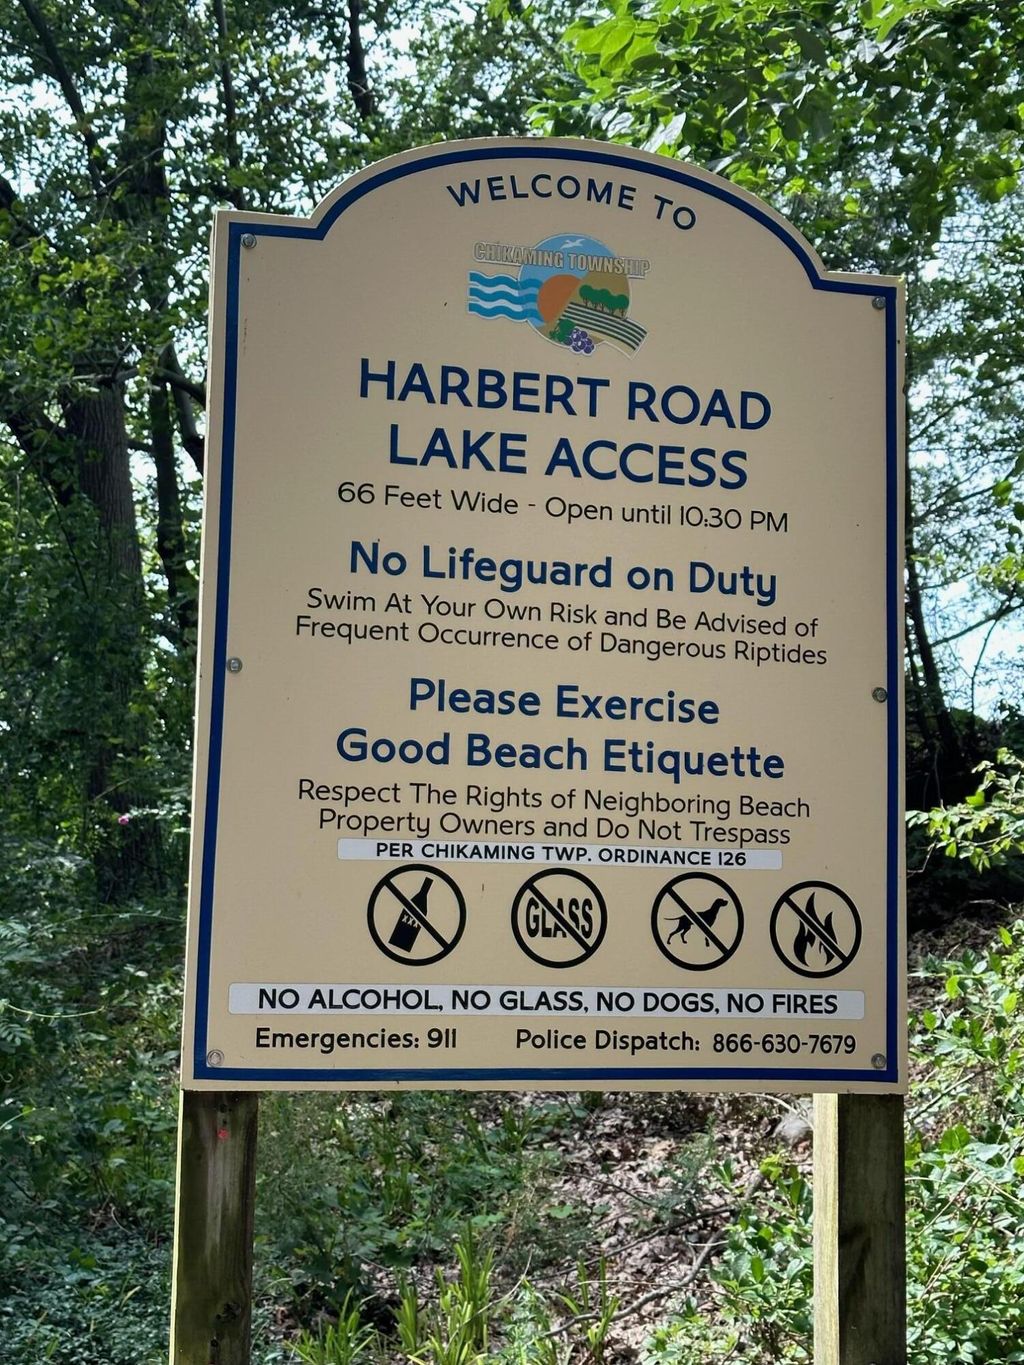 WELCOME TO
CHIKAMING TOWNSHIP
HARBERT ROAD
LAKE ACCESS
66 Feet Wide - Open until 10:30 PM
No Lifeguard on Duty
Swim At Your Own Risk and Be Advised of
Frequent Occurrence of Dangerous Riptides
Please Exercise
Good Beach Etiquette
Respect The Rights of Neighboring Beach
Property Owners and Do Not Trespass
PER CHIKAMING TWP. ORDINANCE 126
XXX
GLASS
NO ALCOHOL, NO GLASS, NO DOGS, NO FIRES
Emergencies: 911 Police Dispatch: 866-630-7679